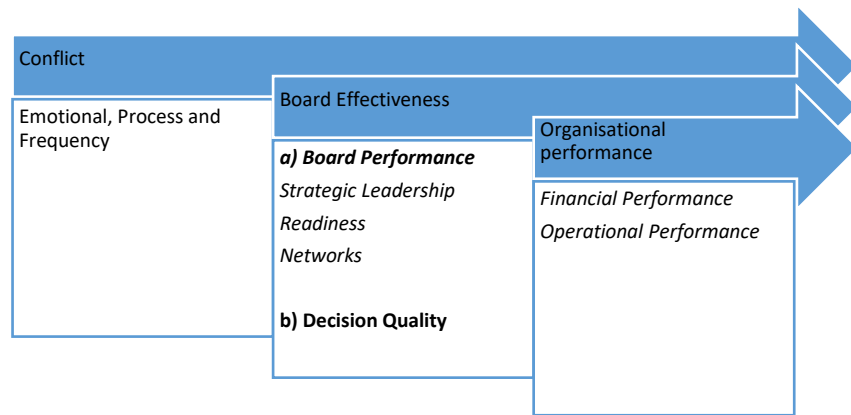 Conflict
Emotional, Process and
Frequency
Board Effectiveness
a) Board Performance
Strategic Leadership
Readiness
Networks
b) Decision Quality
Organisational
performance
Financial Performance
Operational Performance